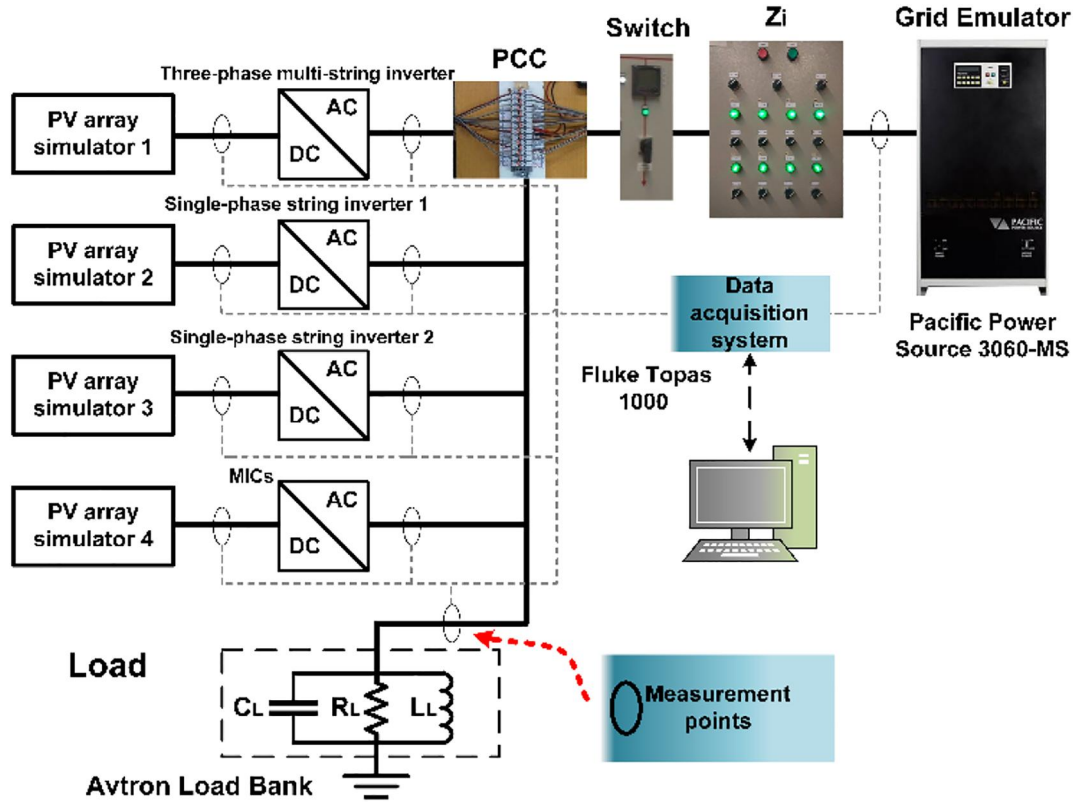 Grid Emulator
Zi
Switch
PCC
Three-phase multi-string inverter
PV array
simulator 1
AC
DC
Single-phase string inverter 1
PV array
simulator 2
AC
DC
PACIFIC
POWER SOURCE
Data
acquisition
system
Pacific Power
Source 3060-MS
Single-phase string inverter 2
PV array
simulator 3
AC
DC
Fluke Topas
1000
MICs
PV array
simulator 4
AC
DC
Load
CL
RL
LL
Measurement
points
Avtron Load Bank